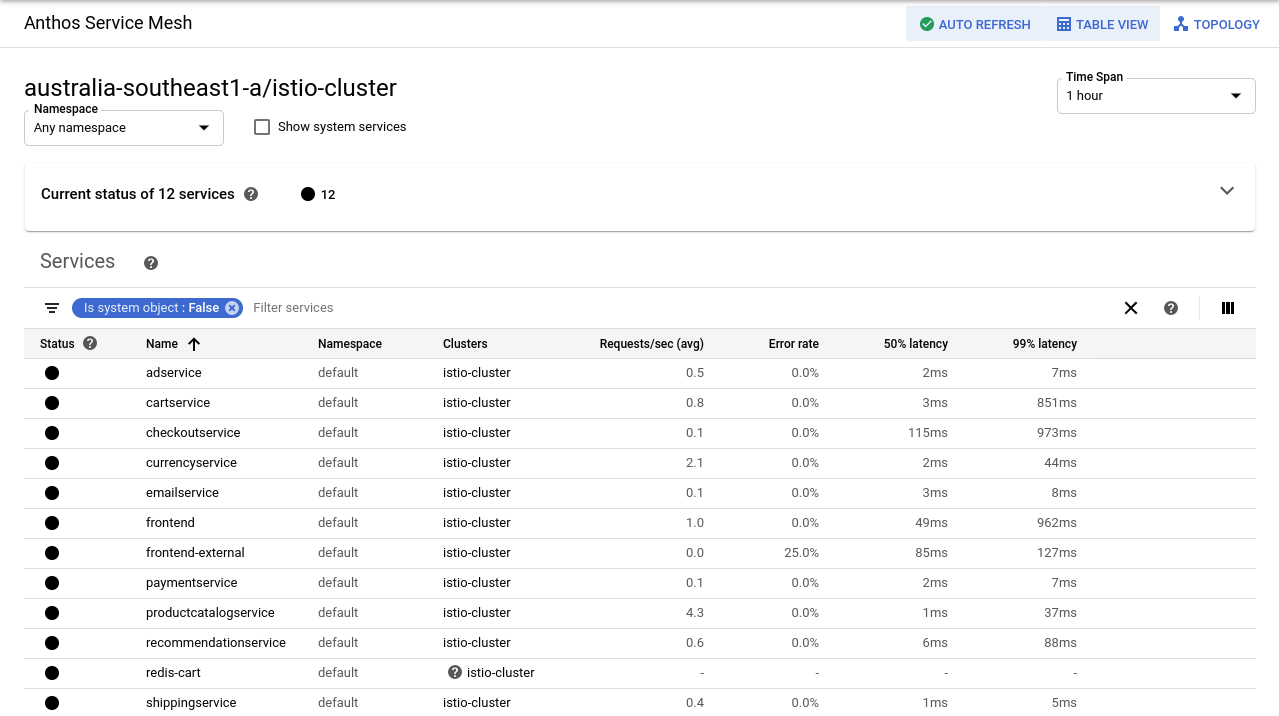 Anthos Service Mesh
AUTO REFRESH TABLE VIEW TOPOLOGY
australia-southeast1-a/istio-cluster
Time Span
1 hour
Namespace
Any namespace
Show system services
Current status of 12 services ? 12
Services ?
Is system object : False Filter services ?
Status ? Name Namespace Clusters Requests/sec (avg) Error rate 50% latency 99% latency
adservice default istio-cluster 0.5 0.0% 2ms 7ms
cartservice default istio-cluster 0.8 0.0% 3ms 851ms
checkoutservice default istio-cluster 0.1 0.0% 115ms 973ms
currencyservice default istio-cluster 2.1 0.0% 2ms 44ms
emailservice default istio-cluster 0.1 0.0% 3ms 8ms
frontend default istio-cluster 1.0 0.0% 49ms 962ms
frontend-external default istio-cluster 0.0 25.0% 85ms 127ms
paymentservice default istio-cluster 0.1 0.0% 2ms 7ms
productcatalogservice default istio-cluster 4.3 0.0% 1ms 37ms
recommendationservice default istio-cluster 0.6 0.0% 6ms 88ms
redis-cart default ? istio-cluster - - - -
shippingservice default istio-cluster 0.4 0.0% 1ms 5ms